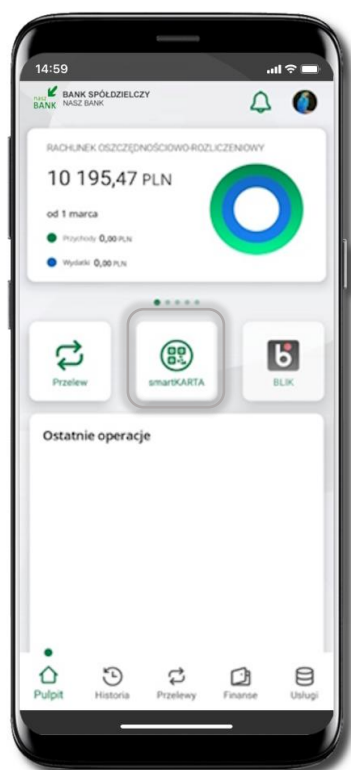 14:59
nasz BANK
BANK SPÓŁDZIELCZY
NASZ BANK
RACHUNEK OSZCZĘDNOŚCIOWO-ROZLICZENIOWY
10 195,47 PLN
od 1 marca
Przychody 0,00 PLN
Wydatki 0,00 PLN
Przelew
smartKARTA
BLIK
Ostatnie operacje
Pulpit
Historia
Przelewy
Finanse
Usługi